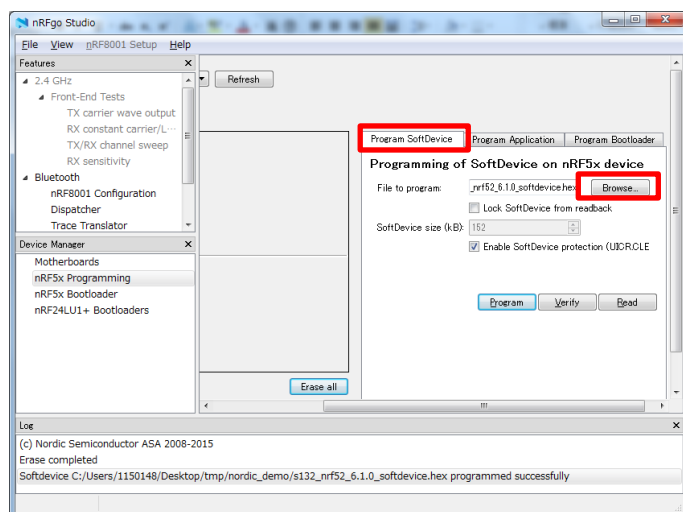 nRFgo Studio
File View nRF8001 Setup Help
Features
2.4 GHz
Front-End Tests
TX carrier wave output
RX constant carrier/L···
TX/RX channel sweep
RX sensitivity
Bluetooth
nRF8001 Configuration
Dispatcher
Trace Translator
Device Manager
Motherboards
nRF5x Programming
nRF5x Bootloader
nRF24LU1+ Bootloaders
Refresh
Erase all
Program SoftDevice Program Application Program Bootloader
Programming of SoftDevice on nRF5x device
File to program: _nrf52_6.1.0_softdevice.hex Browse...
Lock SoftDevice from readback
SoftDevice size (kB): 152
Enable SoftDevice protection (UICR.CLE
Program Verify Read
Log
(c) Nordic Semiconductor ASA 2008-2015
Erase completed
Softdevice C:/Users/1150148/Desktop/tmp/nordic_demo/s132_nrf52_6.1.0_softdevice.hex programmed successfully